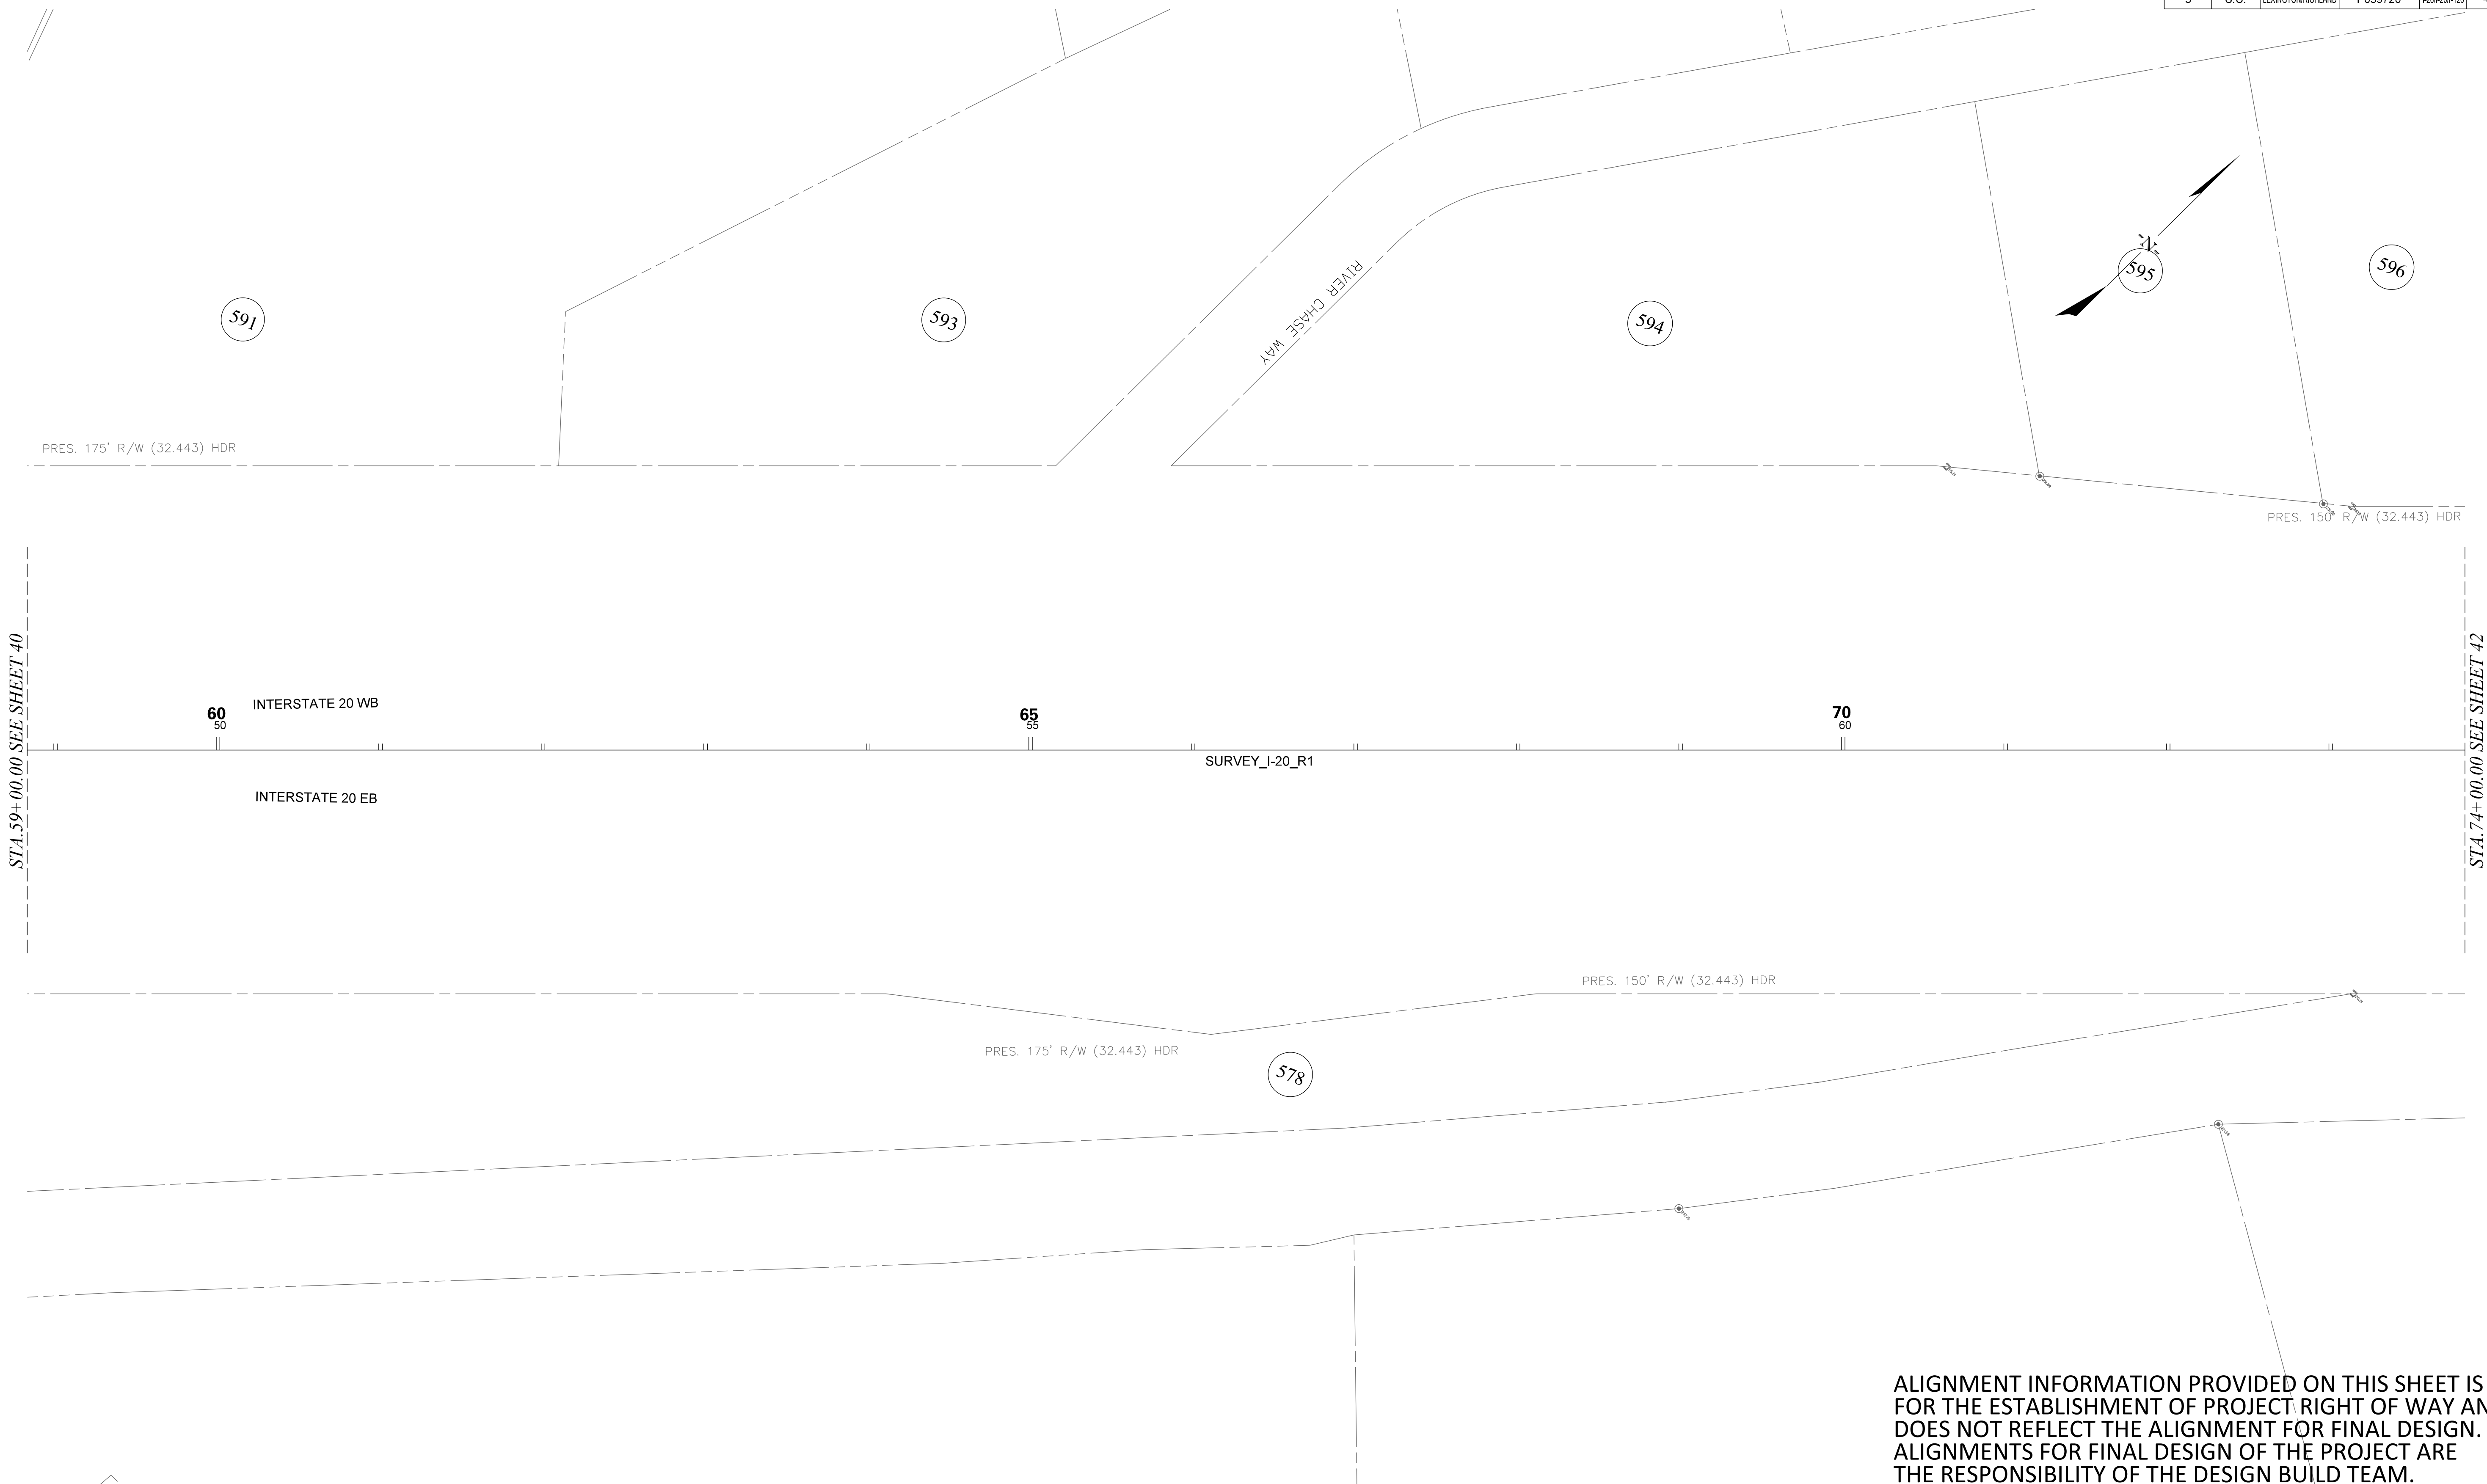 S.C.
LEXINGTON/RICHLAND
P039720
RIVER CHASE WAY
-N-
591
593
594
595
596
PRES. 175' R/W (32.443) HDR
PRES. 150' R/W (32.443) HDR
STA.59+00.00 SEE SHEET 40
STA.74+00.00 SEE SHEET 42
INTERSTATE 20 WB
60
50
65
55
70
60
SURVEY_I-20_R1
INTERSTATE 20 EB
PRES. 150' R/W (32.443) HDR
PRES. 175' R/W (32.443) HDR
578
ALIGNMENT INFORMATION PROVIDED ON THIS SHEET IS
FOR THE ESTABLISHMENT OF PROJECT RIGHT OF WAY AN
DOES NOT REFLECT THE ALIGNMENT FOR FINAL DESIGN.
ALIGNMENTS FOR FINAL DESIGN OF THE PROJECT ARE
THE RESPONSIBILITY OF THE DESIGN BUILD TEAM.